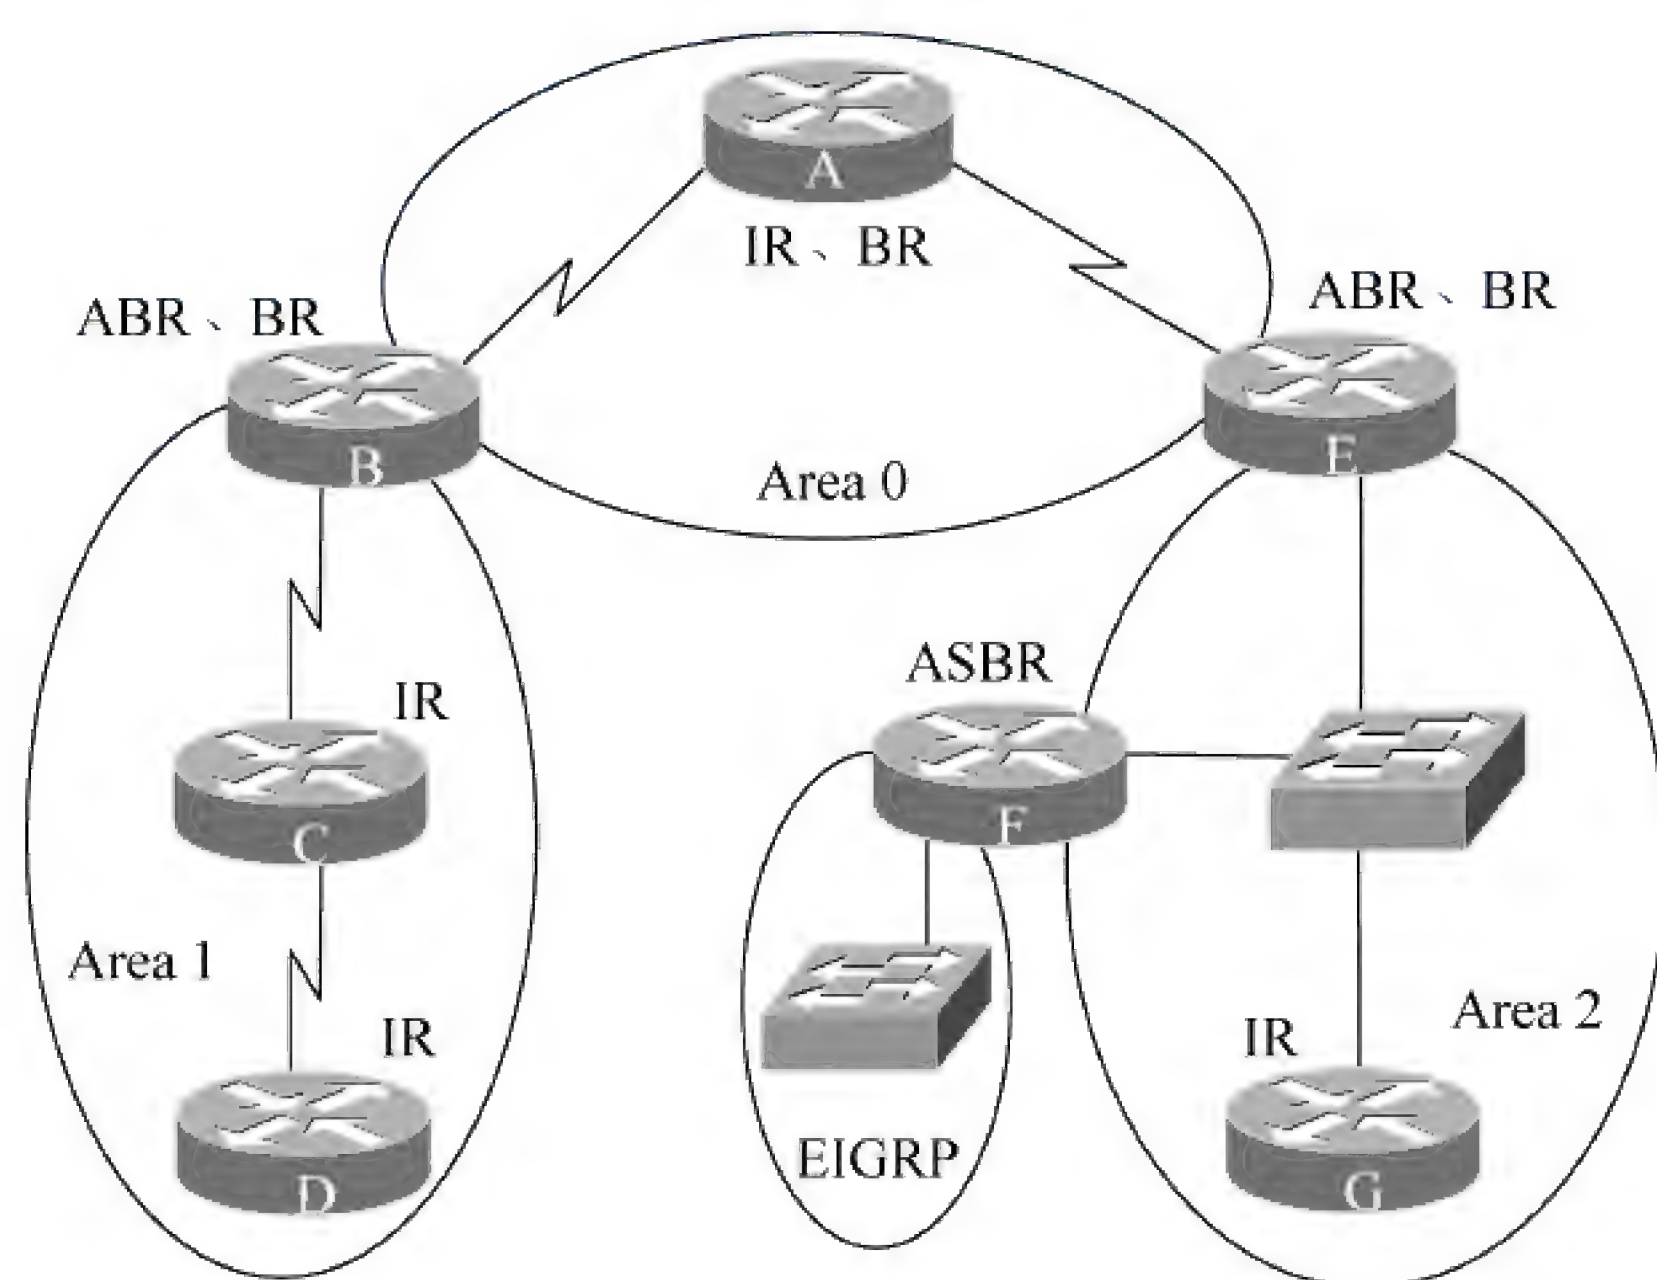 A
IR、BR
ABR、BR
ABR、BR
B
E
Area 0
ASBR
IR
F
C
Area 1
Area 2
IR
IR
EIGRP
D
G